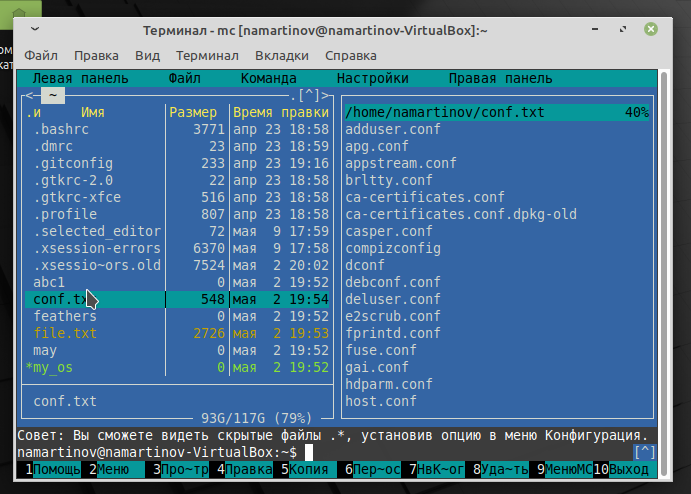 Терминал - mc [namartinov@namartinov-VirtualBox]:~
Файл Правка Вид Терминал Вкладки Справка
Левая панель Файл Команда Настройки Правая панель
<— ~ .[^]>
.и Имя Размер Время правки
.bashrc 3771 апр 23 18:58
.dmrc 23 апр 23 18:59
.gitconfig 233 апр 23 19:16
.gtkrc-2.0 22 апр 23 18:58
.gtkrc-xfce 516 апр 23 18:58
.profile 807 апр 23 18:58
.selected_editor 72 мая 9 17:59
.xsession-errors 6370 мая 9 17:58
.xsessio~ors.old 7524 мая 2 20:02
abc1 0 мая 2 19:52
conf.txt 548 мая 2 19:54
feathers 0 мая 2 19:52
file.txt 2726 мая 2 19:53
may 0 мая 2 19:52
*my_os 0 мая 2 19:52
conf.txt
93G/117G (79%)
/home/namartinov/conf.txt 40%
adduser.conf
apg.conf
appstream.conf
brltty.conf
ca-certificates.conf
ca-certificates.conf.dpkg-old
casper.conf
compizconfig
dconf
debconf.conf
deluser.conf
e2scrub.conf
fprintd.conf
fuse.conf
gai.conf
hdparm.conf
host.conf
Совет: Вы сможете видеть скрытые файлы .*, установив опцию в меню Конфигурация.
namartinov@namartinov-VirtualBox:~$ [^]
1Помощь 2Меню 3Про~тр 4Правка 5Копия 6Пер~ос 7НвК~ог 8Уда~ть 9МенюMC 10Выход